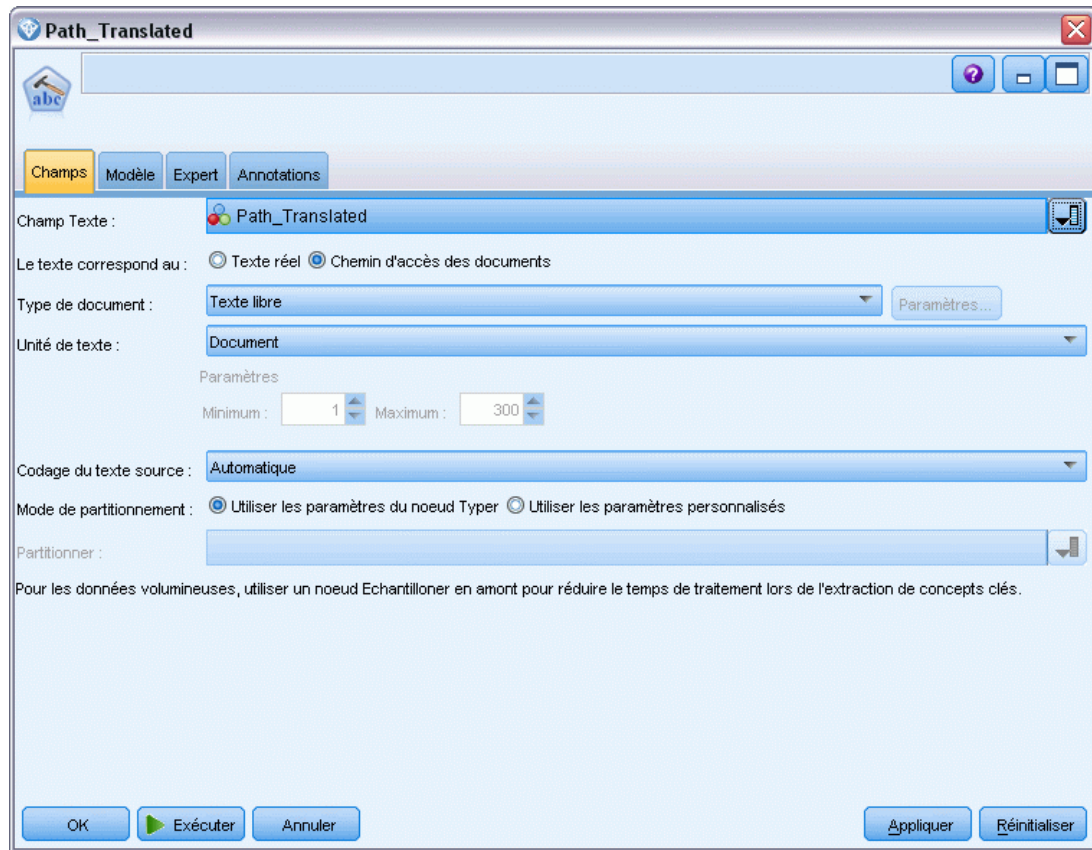 Path_Translated
abc
Champs Modèle Expert Annotations
Champ Texte : Path_Translated
Le texte correspond au : Texte réel Chemin d'accès des documents
Type de document : Texte libre Paramètres...
Unité de texte : Document
Paramètres
Minimum : 1 Maximum : 300
Codage du texte source : Automatique
Mode de partitionnement : Utiliser les paramètres du noeud Typer Utiliser les paramètres personnalisés
Partitionner :
Pour les données volumineuses, utiliser un noeud Echantilloner en amont pour réduire le temps de traitement lors de l'extraction de concepts clés.
OK Exécuter Annuler Appliquer Réinitialiser